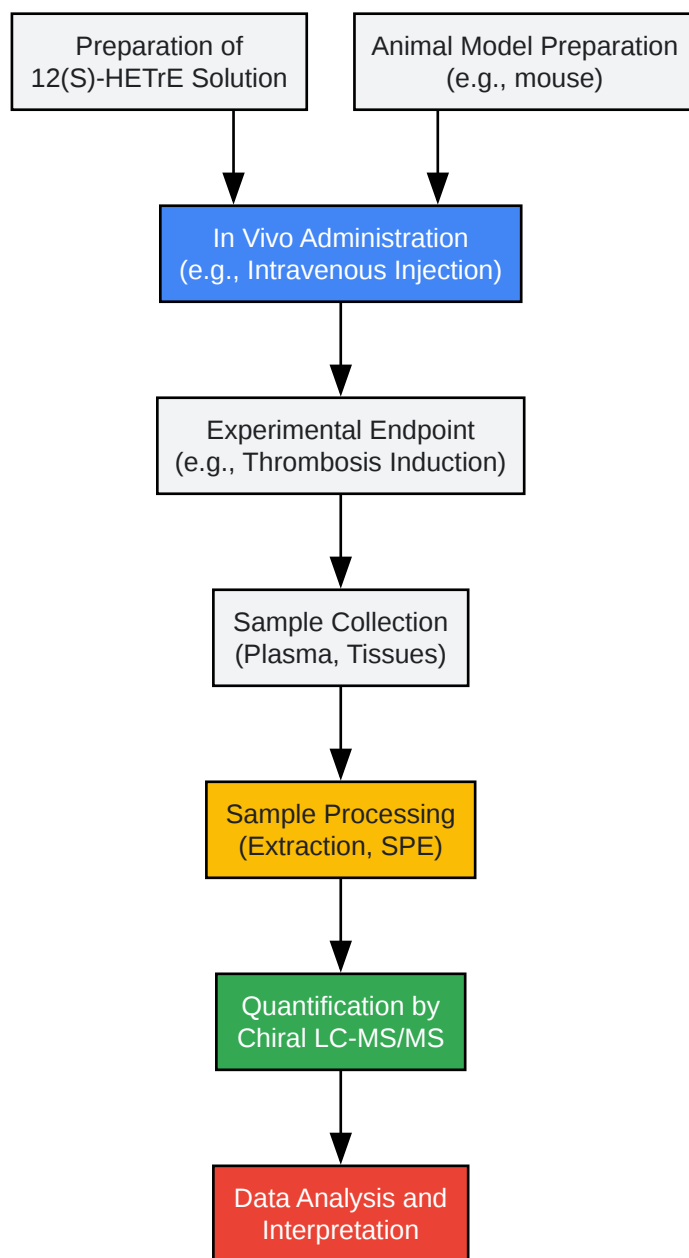 Preparation of
12(S)-HETrE Solution
Animal Model Preparation
(e.g., mouse)
In Vivo Administration
(e.g., Intravenous Injection)
Experimental Endpoint
(e.g., Thrombosis Induction)
Sample Collection
(Plasma, Tissues)
Sample Processing
(Extraction, SPE)
Quantification by
Chiral LC-MS/MS
Data Analysis and
Interpretation